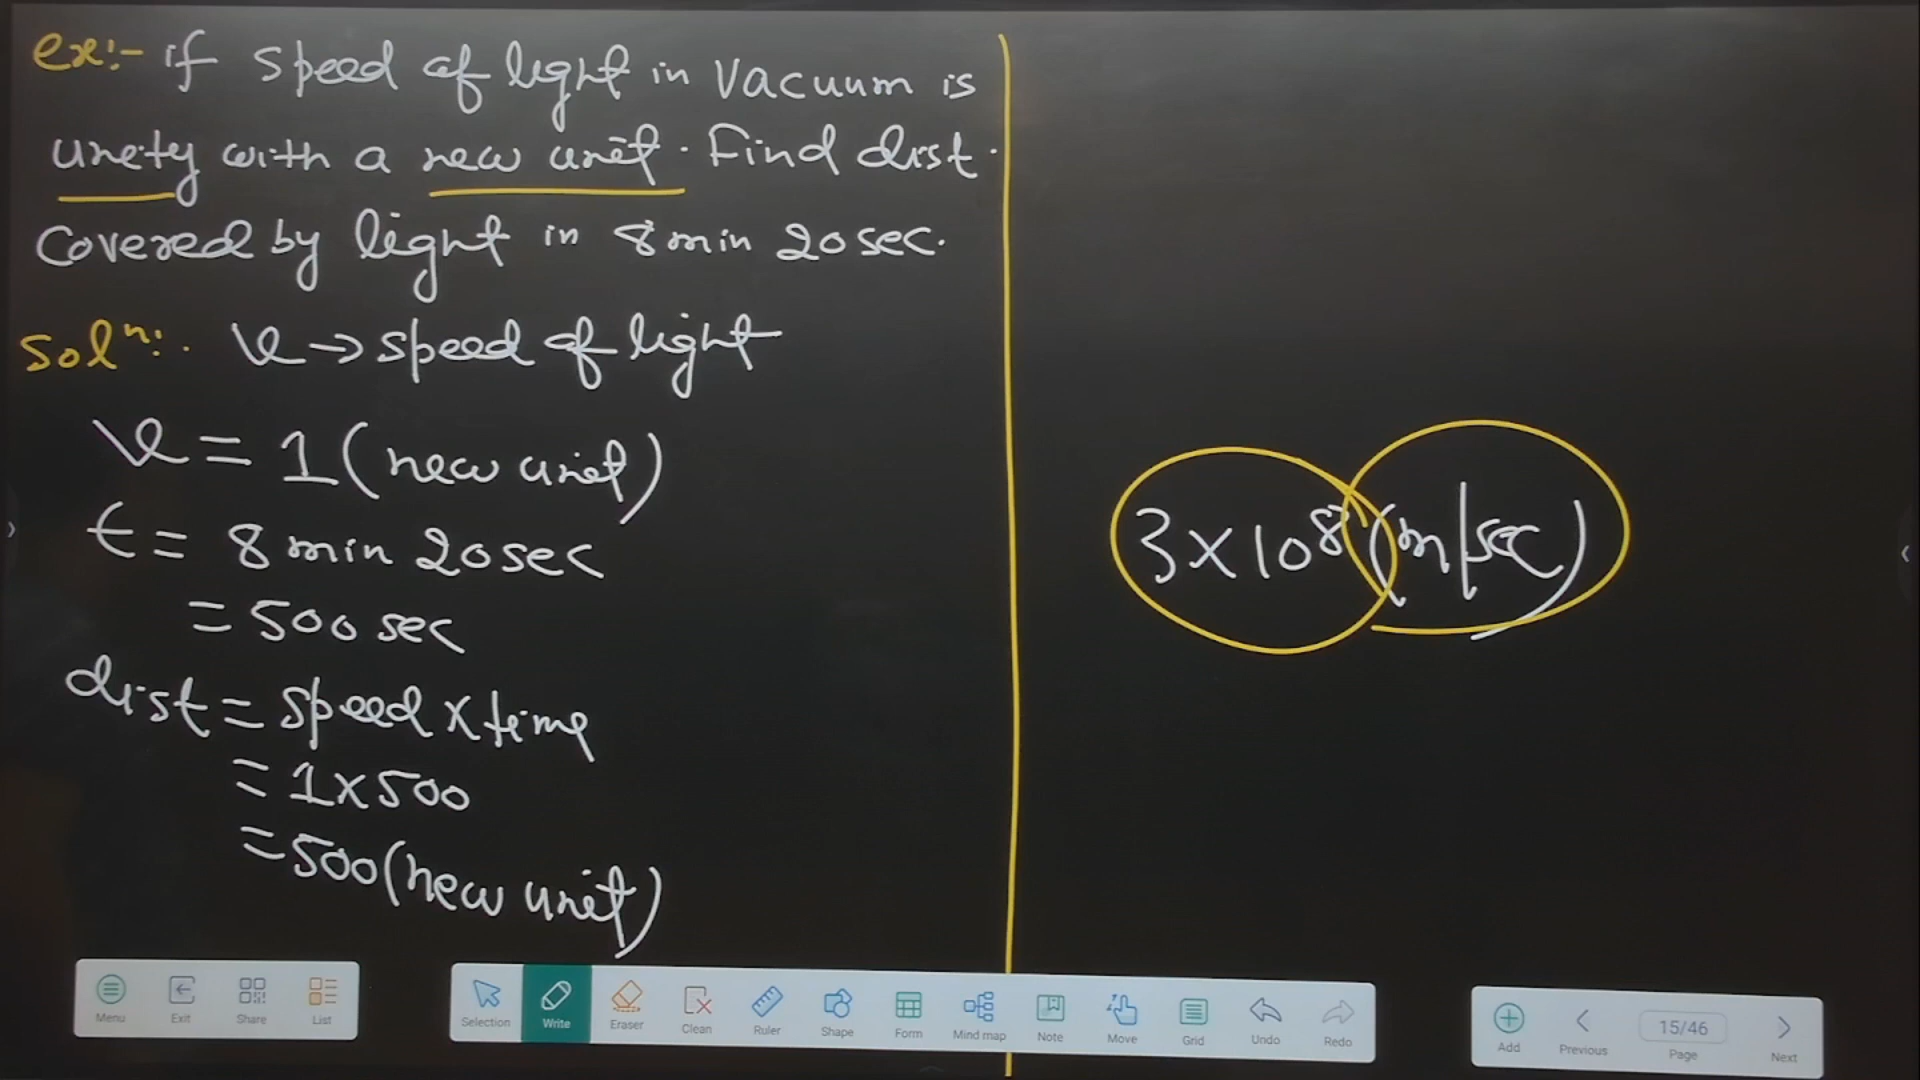 ex:- if speed of light in vacuum is
unity with a new unit. Find dist.
covered by light in 8 min 20 sec.
Solⁿ:. v → speed of light
v = 1 (new unit)
t = 8 min 20 sec
= 500 sec
dist = speed x time
= 1 x 500
= 500 (new unit)
3 x 10⁸ (m/sec)
Menu Exit Share List
Selection Write Eraser Clean Ruler Shape Form Mind map Note Move Grid Undo Redo
Add Previous 15/46 Page Next